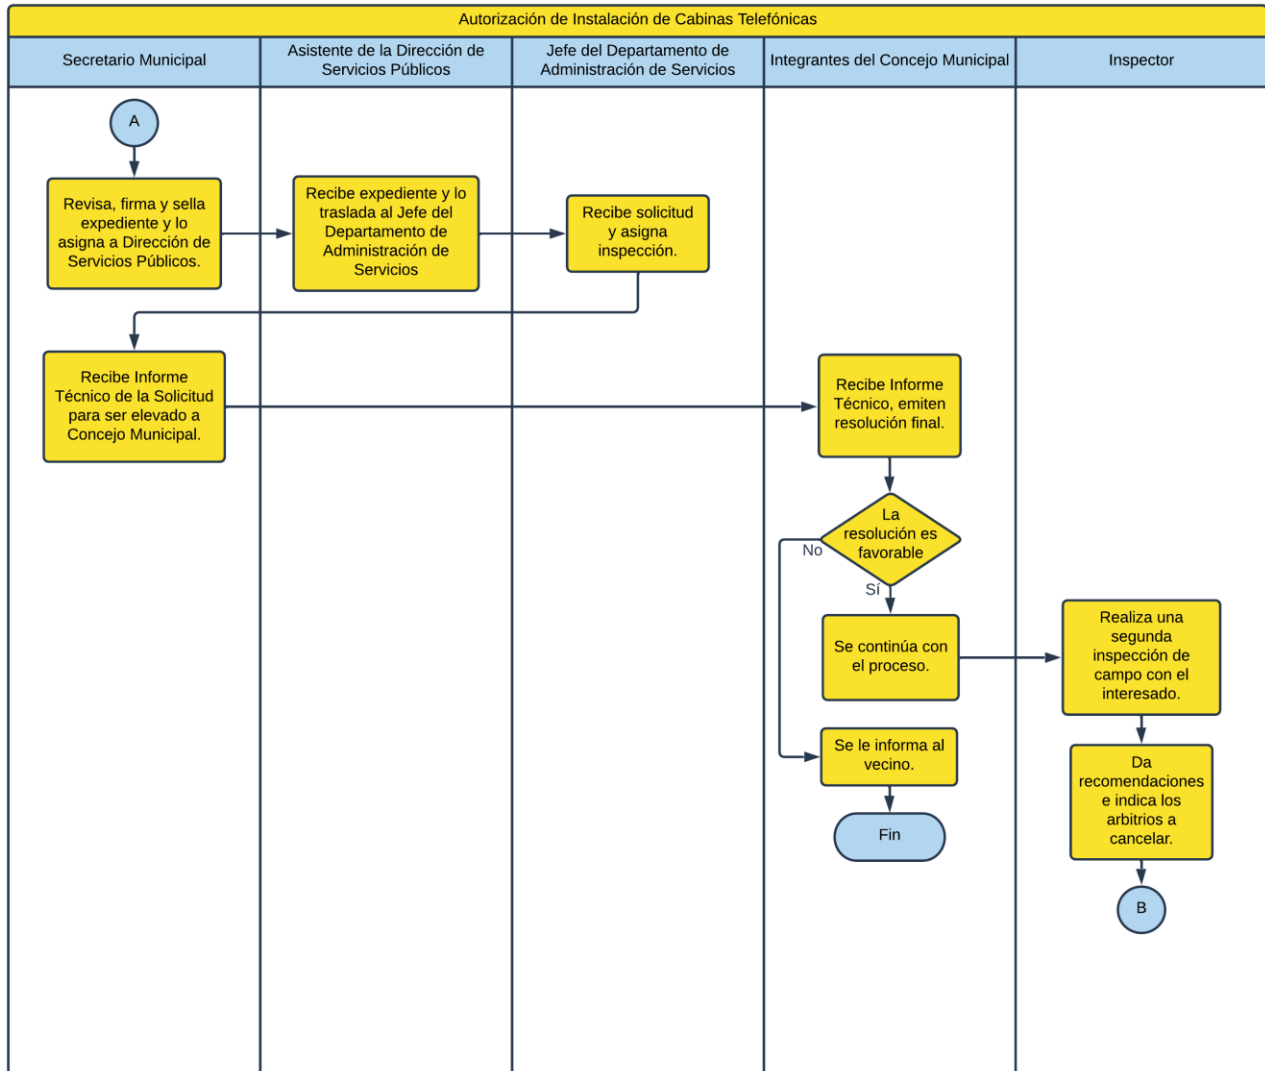 Autorización de Instalación de Cabinas Telefónicas
Secretario Municipal
Asistente de la Dirección de
Servicios Públicos
Jefe del Departamento de
Administración de Servicios
Integrantes del Concejo Municipal
Inspector
A
Revisa, firma y sella
expediente y lo
asigna a Dirección de
Servicios Públicos.
Recibe expediente y lo
traslada al Jefe del
Departamento de
Administración de
Servicios
Recibe solicitud
y asigna
inspección.
Recibe Informe
Técnico de la Solicitud
para ser elevado a
Concejo Municipal.
Recibe Informe
Técnico, emiten
resolución final.
La
resolución es
favorable
No
Sí
Se continúa con
el proceso.
Realiza una
segunda
inspección de
campo con el
interesado.
Se le informa al
vecino.
Da
recomendaciones
e indica los
arbitrios a
cancelar.
Fin
B